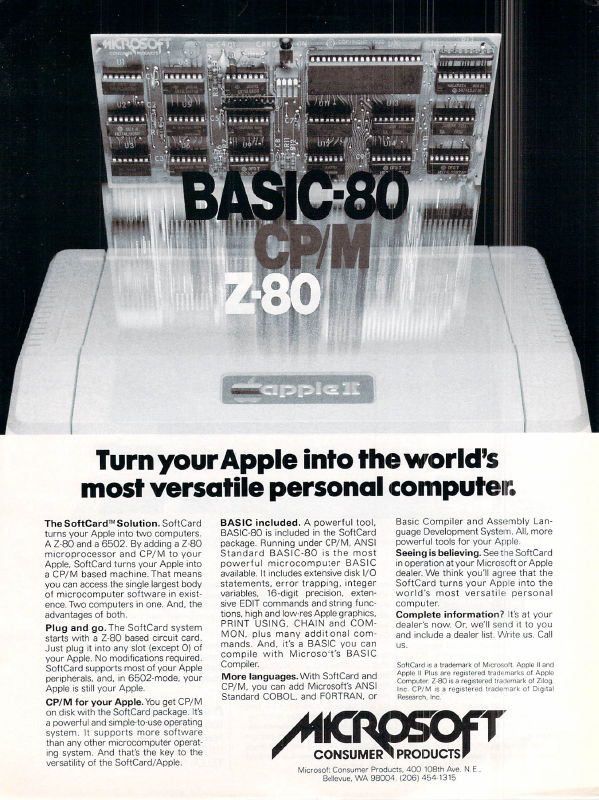 MICROSOFT
CONSUMER PRODUCTS
BASIC-80
CP/M
Z-80
apple II
Turn your Apple into the world's
most versatile personal computer.
The SoftCard™ Solution. SoftCard
turns your Apple into two computers.
A Z-80 and a 6502. By adding a Z-80
microprocessor and CP/M to your
Apple, SoftCard turns your Apple into
a CP/M based machine. That means
you can access the single largest body
of microcomputer software in exist-
ence. Two computers in one. And, the
advantages of both.
Plug and go. The SoftCard system
starts with a Z-80 based circuit card.
Just plug it into any slot (except 0) of
your Apple. No modifications required.
SoftCard supports most of your Apple
peripherals, and, in 6502-mode, your
Apple is still your Apple.
CP/M for your Apple. You get CP/M
on disk with the SoftCard package. It's
a powerful and simple-to-use operating
system. It supports more software
than any other microcomputer operat-
ing system. And that's the key to the
versatility of the SoftCard/Apple.
BASIC included. A powerful tool,
BASIC-80 is included in the SoftCard
package. Running under CP/M, ANSI
Standard BASIC-80 is the most
powerful microcomputer BASIC
available. It includes extensive disk I/O
statements, error trapping, integer
variables, 16-digit precision, exten-
sive EDIT commands and string func-
tions, high and low-res Apple graphics,
PRINT USING, CHAIN and COM-
MON, plus many additional com-
mands. And, it's a BASIC you can
compile with Microsoft's BASIC
Compiler.
More languages. With SoftCard and
CP/M, you can add Microsoft's ANSI
Standard COBOL, and FORTRAN, or
Basic Compiler and Assembly Lan-
guage Development System. All, more
powerful tools for your Apple.
Seeing is believing. See the SoftCard
in operation at your Microsoft or Apple
dealer. We think you'll agree that the
SoftCard turns your Apple into the
world's most versatile personal
computer.
Complete information? It's at your
dealer's now. Or, we'll send it to you
and include a dealer list. Write us. Call
us.
SoftCard is a trademark of Microsoft. Apple II and
Apple II Plus are registered trademarks of Apple
Computer. Z-80 is a registered trademark of Zilog,
Inc. CP/M is a registered trademark of Digital
Research, Inc.
MICROSOFT
CONSUMER PRODUCTS
Microsoft Consumer Products, 400 108th Ave. N.E.,
Bellevue, WA 98004. (206) 454-1315